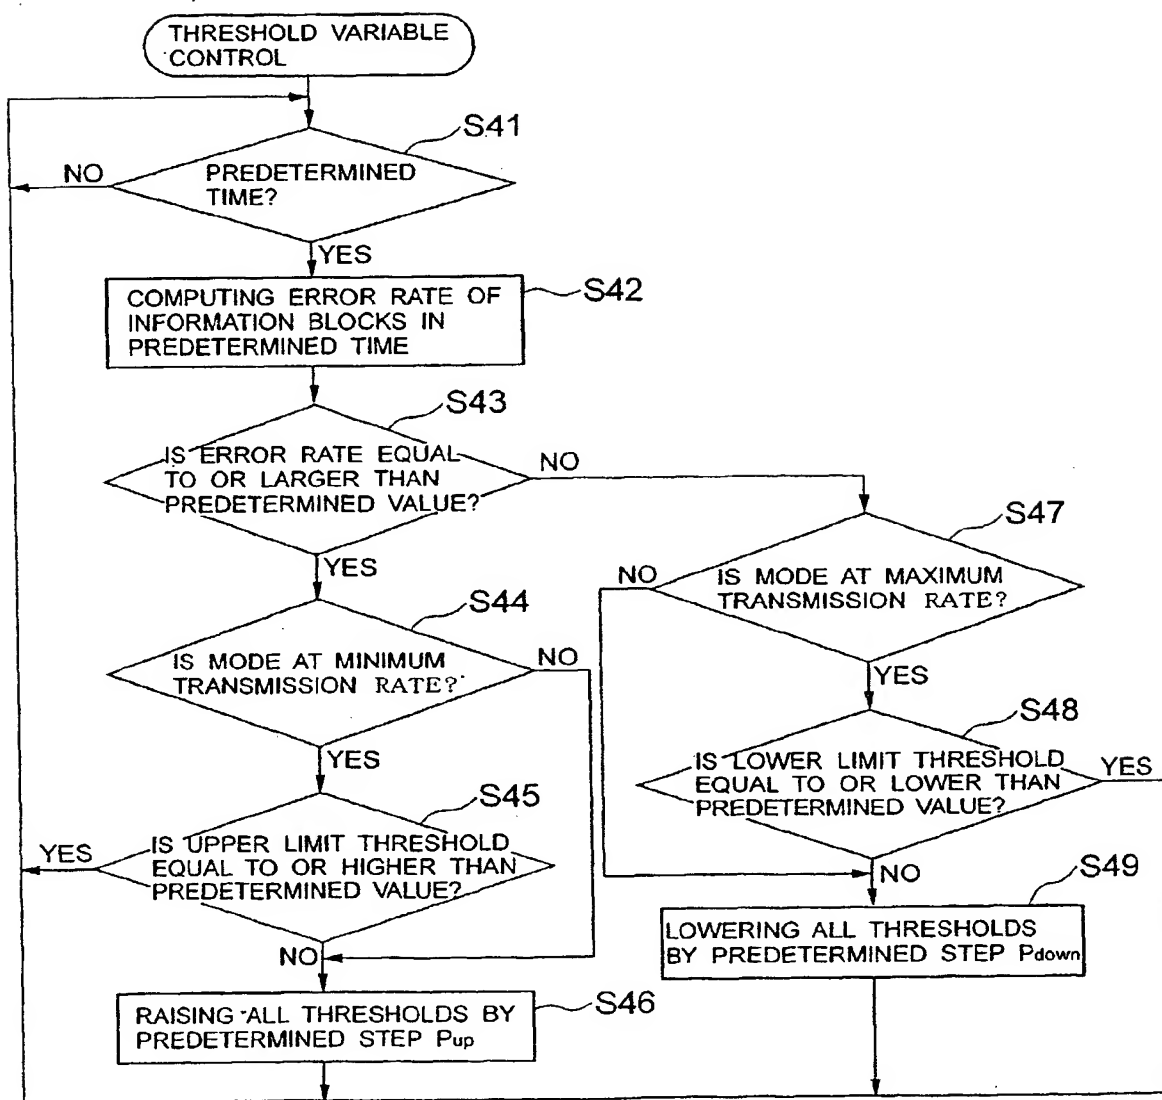 THRESHOLD VARIABLE
CONTROL
S41
NO
PREDETERMINED
TIME?
YES
S42
COMPUTING ERROR RATE OF
INFORMATION BLOCKS IN
PREDETERMINED TIME
S43
IS ERROR RATE EQUAL
TO OR LARGER THAN
PREDETERMINED VALUE?
NO
YES
S44
IS MODE AT MINIMUM
TRANSMISSION RATE?
NO
YES
S45
YES
IS UPPER LIMIT THRESHOLD
EQUAL TO OR HIGHER THAN
PREDETERMINED VALUE?
NO
S46
RAISING ALL THRESHOLDS BY
PREDETERMINED STEP Pup
S47
NO
IS MODE AT MAXIMUM
TRANSMISSION RATE?
YES
S48
IS LOWER LIMIT THRESHOLD
EQUAL TO OR LOWER THAN
PREDETERMINED VALUE?
YES
NO
S49
LOWERING ALL THRESHOLDS
BY PREDETERMINED STEP Pdown